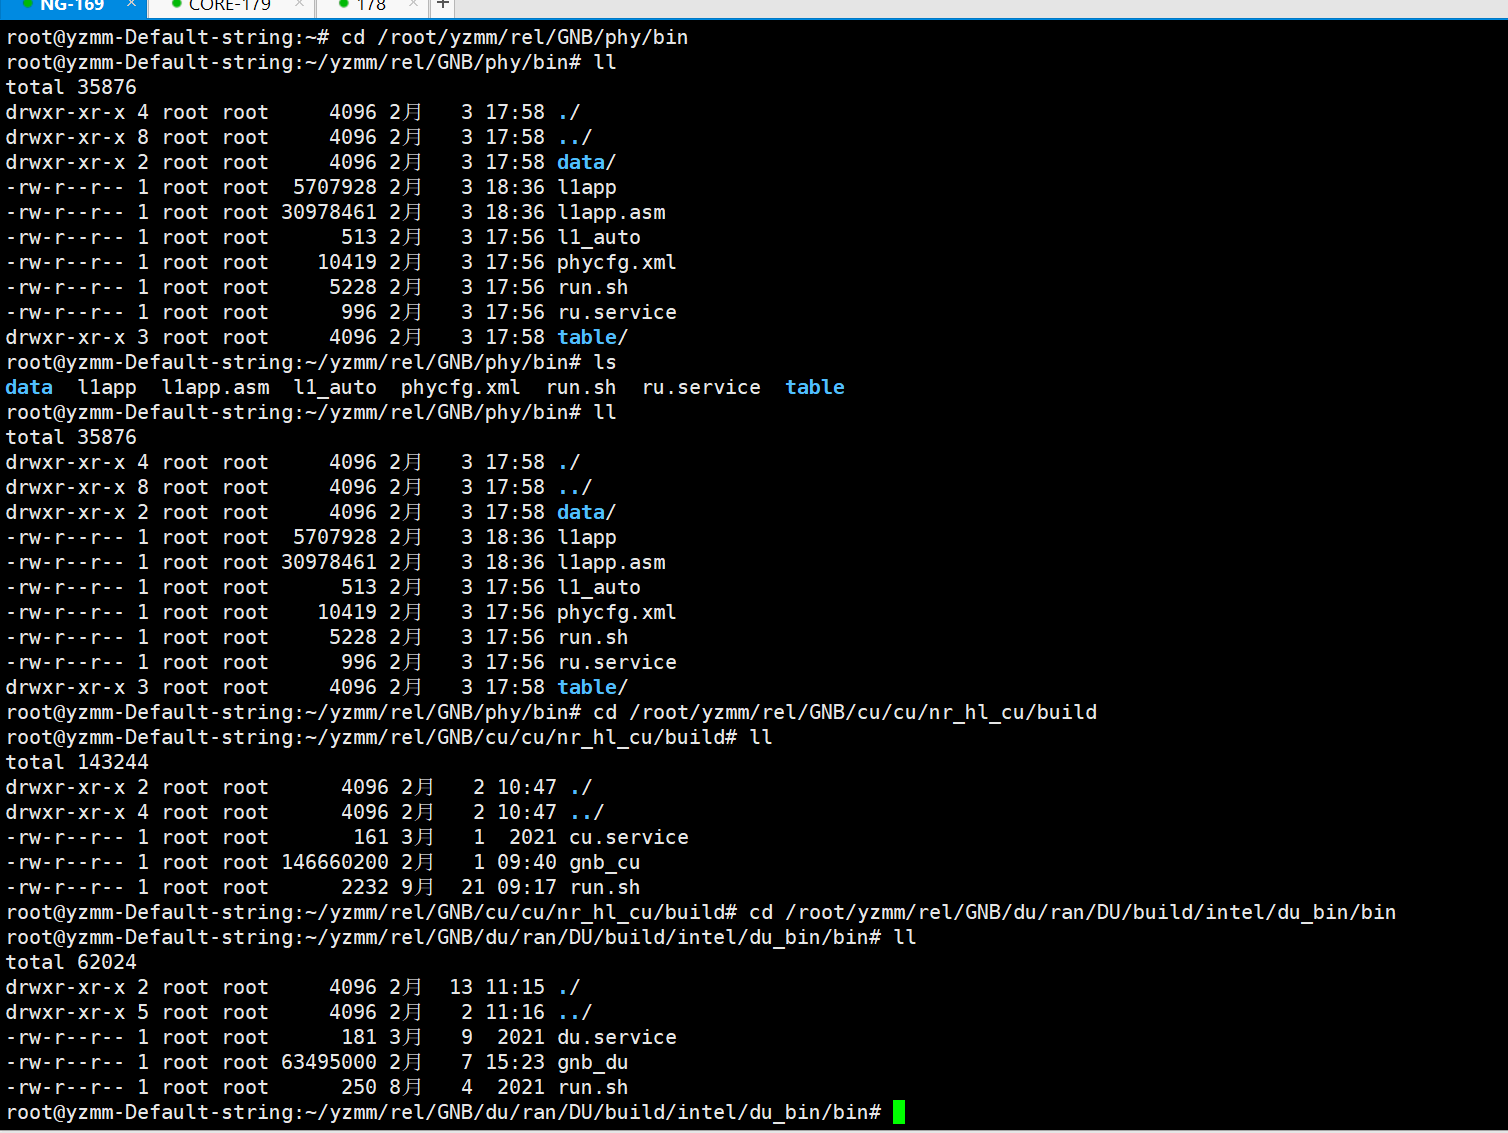 NG-169 × CORE-179 × 178 × +
root@yzmm-Default-string:~# cd /root/yzmm/rel/GNB/phy/bin
root@yzmm-Default-string:~/yzmm/rel/GNB/phy/bin# ll
total 35876
drwxr-xr-x 4 root root     4096 2月   3 17:58 ./
drwxr-xr-x 8 root root     4096 2月   3 17:58 ../
drwxr-xr-x 2 root root     4096 2月   3 17:58 data/
-rw-r--r-- 1 root root  5707928 2月   3 18:36 l1app
-rw-r--r-- 1 root root 30978461 2月   3 18:36 l1app.asm
-rw-r--r-- 1 root root      513 2月   3 17:56 l1_auto
-rw-r--r-- 1 root root    10419 2月   3 17:56 phycfg.xml
-rw-r--r-- 1 root root     5228 2月   3 17:56 run.sh
-rw-r--r-- 1 root root      996 2月   3 17:56 ru.service
drwxr-xr-x 3 root root     4096 2月   3 17:58 table/
root@yzmm-Default-string:~/yzmm/rel/GNB/phy/bin# ls
data  l1app  l1app.asm  l1_auto  phycfg.xml  run.sh  ru.service  table
root@yzmm-Default-string:~/yzmm/rel/GNB/phy/bin# ll
total 35876
drwxr-xr-x 4 root root     4096 2月   3 17:58 ./
drwxr-xr-x 8 root root     4096 2月   3 17:58 ../
drwxr-xr-x 2 root root     4096 2月   3 17:58 data/
-rw-r--r-- 1 root root  5707928 2月   3 18:36 l1app
-rw-r--r-- 1 root root 30978461 2月   3 18:36 l1app.asm
-rw-r--r-- 1 root root      513 2月   3 17:56 l1_auto
-rw-r--r-- 1 root root    10419 2月   3 17:56 phycfg.xml
-rw-r--r-- 1 root root     5228 2月   3 17:56 run.sh
-rw-r--r-- 1 root root      996 2月   3 17:56 ru.service
drwxr-xr-x 3 root root     4096 2月   3 17:58 table/
root@yzmm-Default-string:~/yzmm/rel/GNB/phy/bin# cd /root/yzmm/rel/GNB/cu/cu/nr_hl_cu/build
root@yzmm-Default-string:~/yzmm/rel/GNB/cu/cu/nr_hl_cu/build# ll
total 143244
drwxr-xr-x 2 root root      4096 2月   2 10:47 ./
drwxr-xr-x 4 root root      4096 2月   2 10:47 ../
-rw-r--r-- 1 root root       161 3月   1  2021 cu.service
-rw-r--r-- 1 root root 146660200 2月   1 09:40 gnb_cu
-rw-r--r-- 1 root root      2232 9月  21 09:17 run.sh
root@yzmm-Default-string:~/yzmm/rel/GNB/cu/cu/nr_hl_cu/build# cd /root/yzmm/rel/GNB/du/ran/DU/build/intel/du_bin/bin
root@yzmm-Default-string:~/yzmm/rel/GNB/du/ran/DU/build/intel/du_bin/bin# ll
total 62024
drwxr-xr-x 2 root root     4096 2月  13 11:15 ./
drwxr-xr-x 5 root root     4096 2月   2 11:16 ../
-rw-r--r-- 1 root root      181 3月   9  2021 du.service
-rw-r--r-- 1 root root 63495000 2月   7 15:23 gnb_du
-rw-r--r-- 1 root root      250 8月   4  2021 run.sh
root@yzmm-Default-string:~/yzmm/rel/GNB/du/ran/DU/build/intel/du_bin/bin#